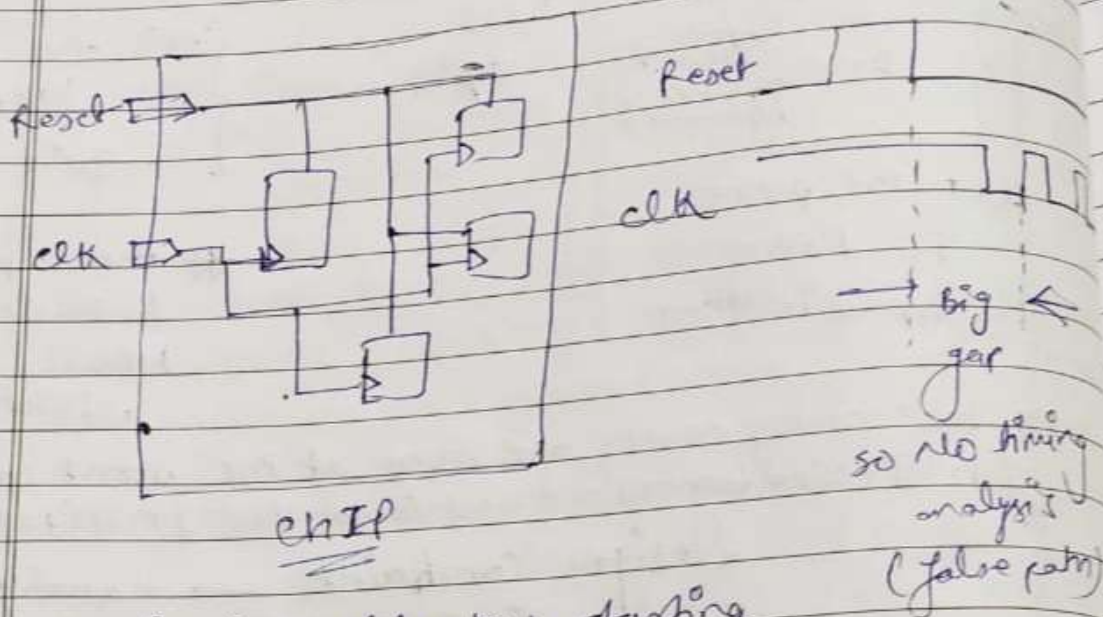 Reset
clk
chIP
Reset
clk
Big
gap
so No timing
analysis
(false path)